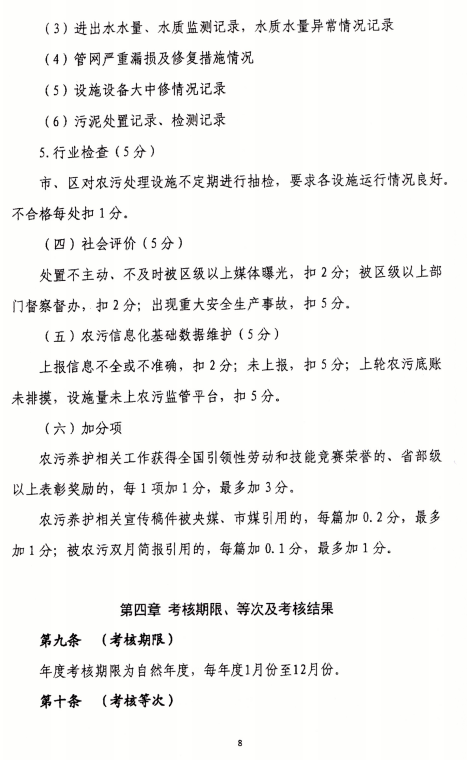 （3）进出水水量、水质监测记录，水质水量异常情况记录
（4）管网严重漏损及修复措施情况
（5）设施设备大中修情况记录
（6）污泥处置记录、检测记录
5.行业检查（5分）
市、区对农污处理设施不定期进行抽检，要求各设施运行情况良好。
不合格每处扣1分。
（四）社会评价（5分）
处置不主动、不及时被区级以上媒体曝光，扣2分；被区级以上部
门督察督办，扣2分；出现重大安全生产事故，扣5分。
（五）农污信息化基础数据维护（5分）
上报信息不全或不准确，扣2分；未上报，扣5分；上轮农污底账
未排摸，设施量未上农污监管平台，扣5分。
（六）加分项
农污养护相关工作获得全国引领性劳动和技能竞赛荣誉的、省部级
以上表彰奖励的，每1项加1分，最多加3分。
农污养护相关宣传稿件被央媒、市媒引用的，每篇加0.2分，最多
加1分；被农污双月简报引用的，每篇加0.1分，最多加1分。
第四章 考核期限、等次及考核结果
第九条 （考核期限）
年度考核期限为自然年度，每年度1月份至12月份。
第十条 （考核等次）
8